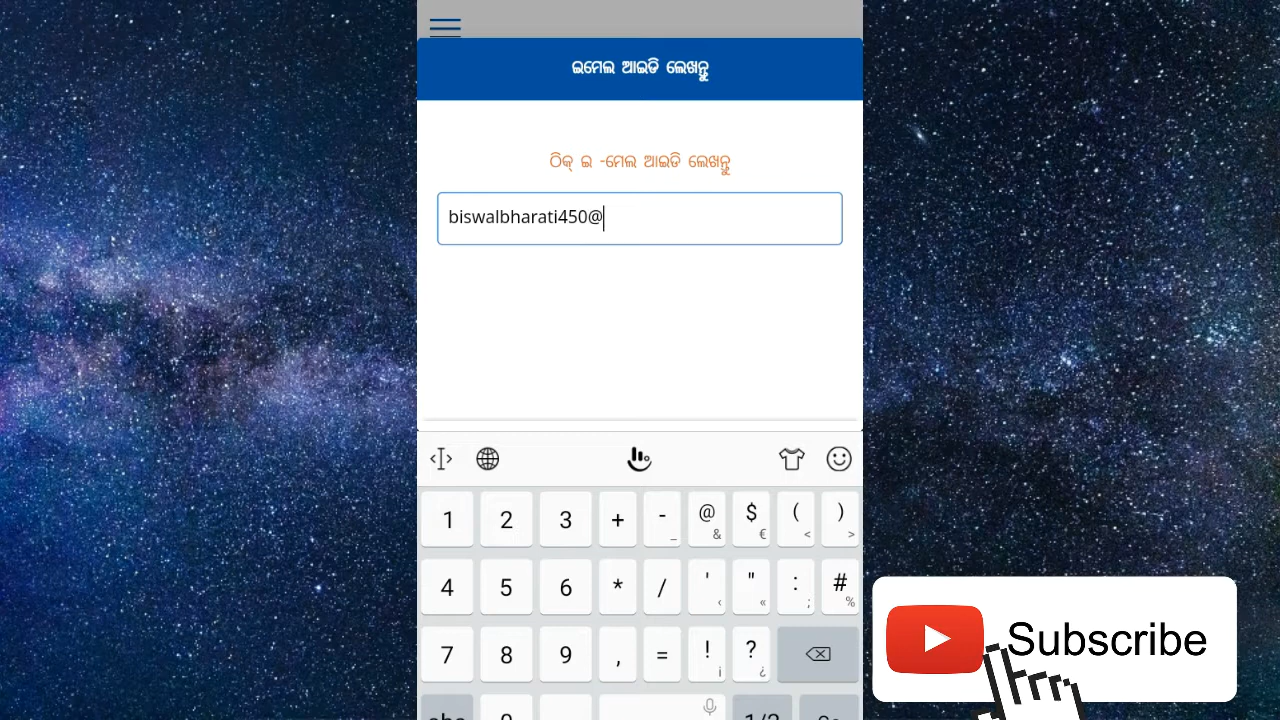 ଇମେଲ ଆଇଡି ଲେଖନ୍ତୁ
ଠିକ୍ ଇ -ମେଲ ଆଇଡି ଲେଖନ୍ତୁ
biswalbharati450@
1 2 3 + - _ @ & $ € ( < ) >
4 5 6 * / ' ‹ " « : ; # %
7 8 9 , = ! ¡ ? ¿
Subscribe